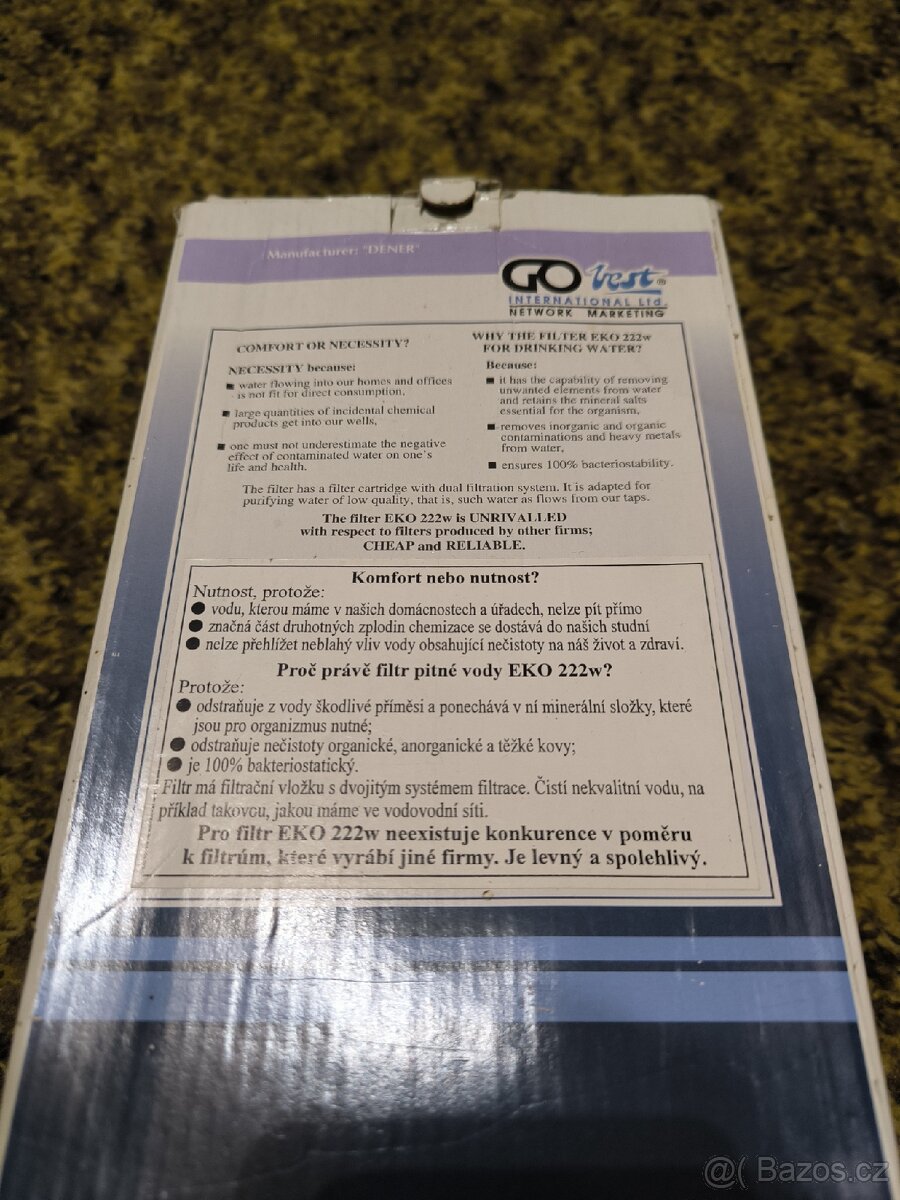 Manufacturer: "DENER"
GO best ®
INTERNATIONAL Ltd.
NETWORK MARKETING
COMFORT OR NECESSITY?
NECESSITY because:
■ water flowing into our homes and offices
is not fit for direct consumption,
■ large quantities of incidental chemical
products get into our wells,
■ one must not underestimate the negative
effect of contaminated water on one's
life and health.
WHY THE FILTER EKO 222w
FOR DRINKING WATER?
Because:
■ it has the capability of removing
unwanted elements from water
and retains the mineral salts
essential for the organism,
■ removes inorganic and organic
contaminations and heavy metals
from water,
■ ensures 100% bacteriostability.
The filter has a filter cartridge with dual filtration system. It is adapted for
purifying water of low quality, that is, such water as flows from our taps.
The filter EKO 222w is UNRIVALLED
with respect to filters produced by other firms;
CHEAP and RELIABLE.
Komfort nebo nutnost?
Nutnost, protože:
● vodu, kterou máme v našich domácnostech a úřadech, nelze pít přímo
● značná část druhotných zplodin chemizace se dostává do našich studní
● nelze přehlížet neblahý vliv vody obsahující nečistoty na náš život a zdraví.
Proč právě filtr pitné vody EKO 222w?
Protože:
● odstraňuje z vody škodlivé příměsi a ponechává v ní minerální složky, které
jsou pro organizmus nutné;
● odstraňuje nečistoty organické, anorganické a těžké kovy;
● je 100% bakteriostatický.
Filtr má filtrační vložku s dvojitým systémem filtrace. Čistí nekvalitní vodu, na
příklad takovou, jakou máme ve vodovodní síti.
Pro filtr EKO 222w neexistuje konkurence v poměru
k filtrům, které vyrábí jiné firmy. Je levný a spolehlivý.
@( Bazos.cz